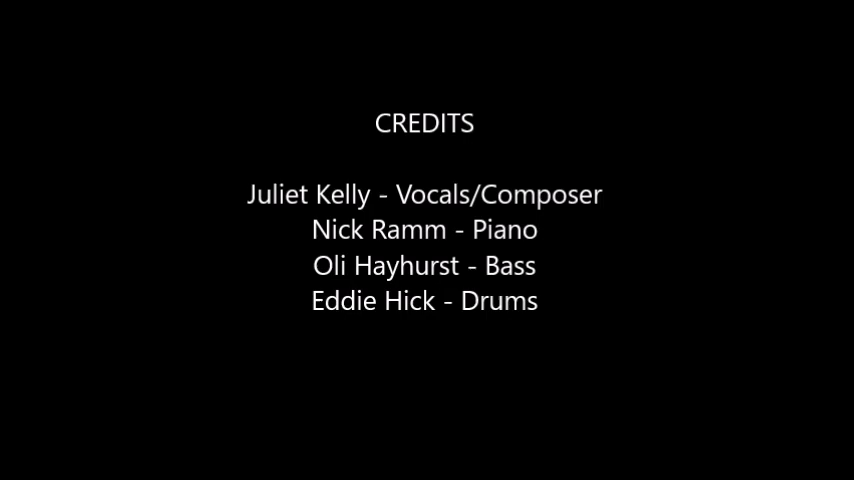 CREDITS
Juliet Kelly - Vocals/Composer
Nick Ramm - Piano
Oli Hayhurst - Bass
Eddie Hick - Drums